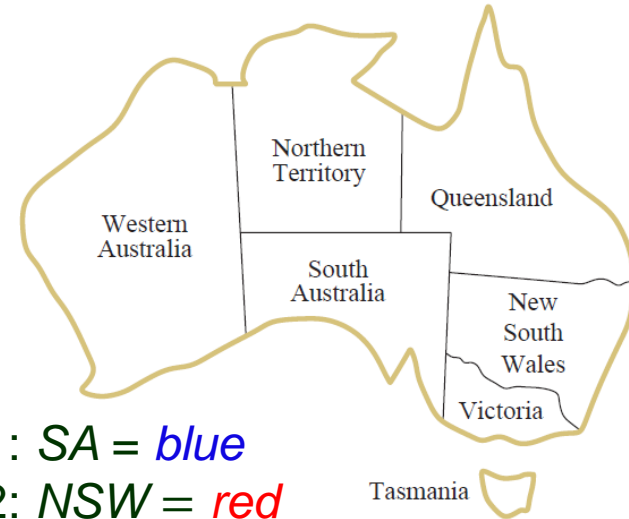 Northern
Territory
Western
Australia
Queensland
South
Australia
New
South
Wales
Victoria
: SA = blue
2: NSW = red
Tasmania